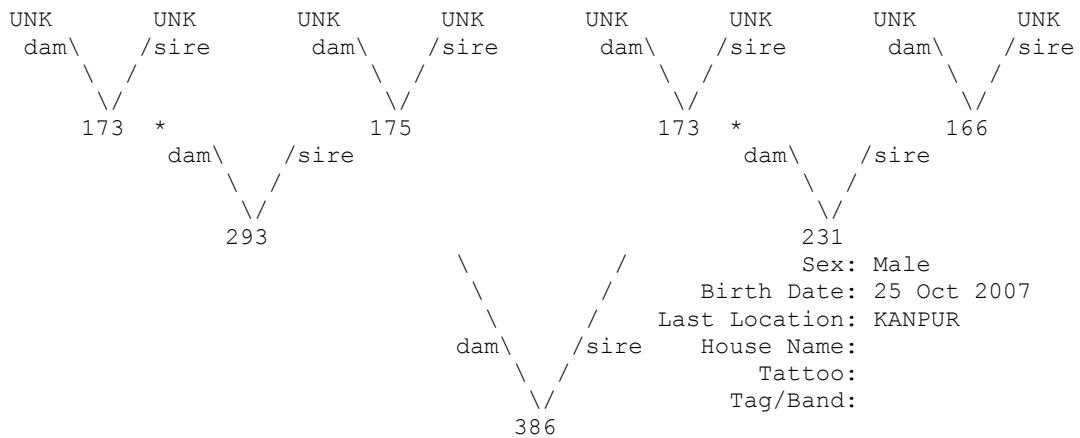 UNK UNK UNK UNK UNK UNK UNK UNK
dam\ /sire dam\ /sire dam\ /sire dam\ /sire
\ / \ / \ / \ /
\/ \/ \/ \/
173 * 175 173 * 166
dam\ /sire dam\ /sire
\ / \ /
\/ \/
293 231
\ / Sex: Male
\ / Birth Date: 25 Oct 2007
\ / Last Location: KANPUR
dam\ /sire House Name:
\ / Tattoo:
\/ Tag/Band:
386